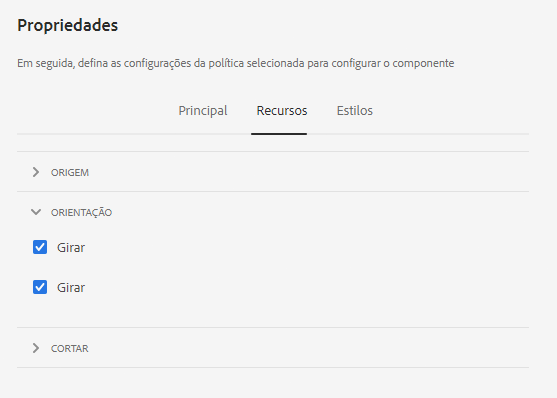 Propriedades
Em seguida, defina as configurações da política selecionada para configurar o componente
Principal Recursos Estilos
ORIGEM
ORIENTAÇÃO
Girar
Girar
CORTAR